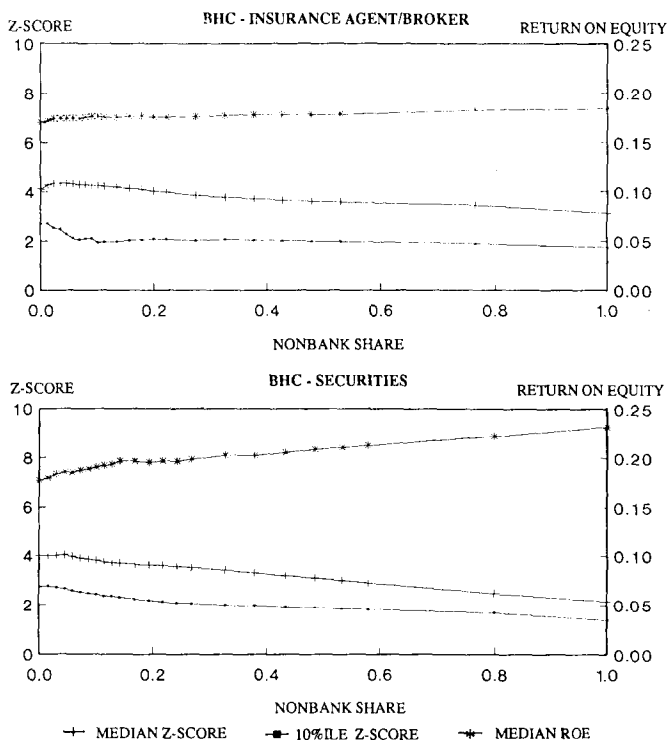 BHC - INSURANCE AGENT/BROKER
Z-SCORE
RETURN ON EQUITY
10
8
6
4
2
0
0.25
0.20
0.15
0.10
0.05
0.00
0.0 0.2 0.4 0.6 0.8 1.0
NONBANK SHARE
BHC - SECURITIES
Z-SCORE
RETURN ON EQUITY
10
8
6
4
2
0
0.25
0.20
0.15
0.10
0.05
0.00
0.0 0.2 0.4 0.6 0.8 1.0
NONBANK SHARE
MEDIAN Z-SCORE 10%ILE Z-SCORE MEDIAN ROE